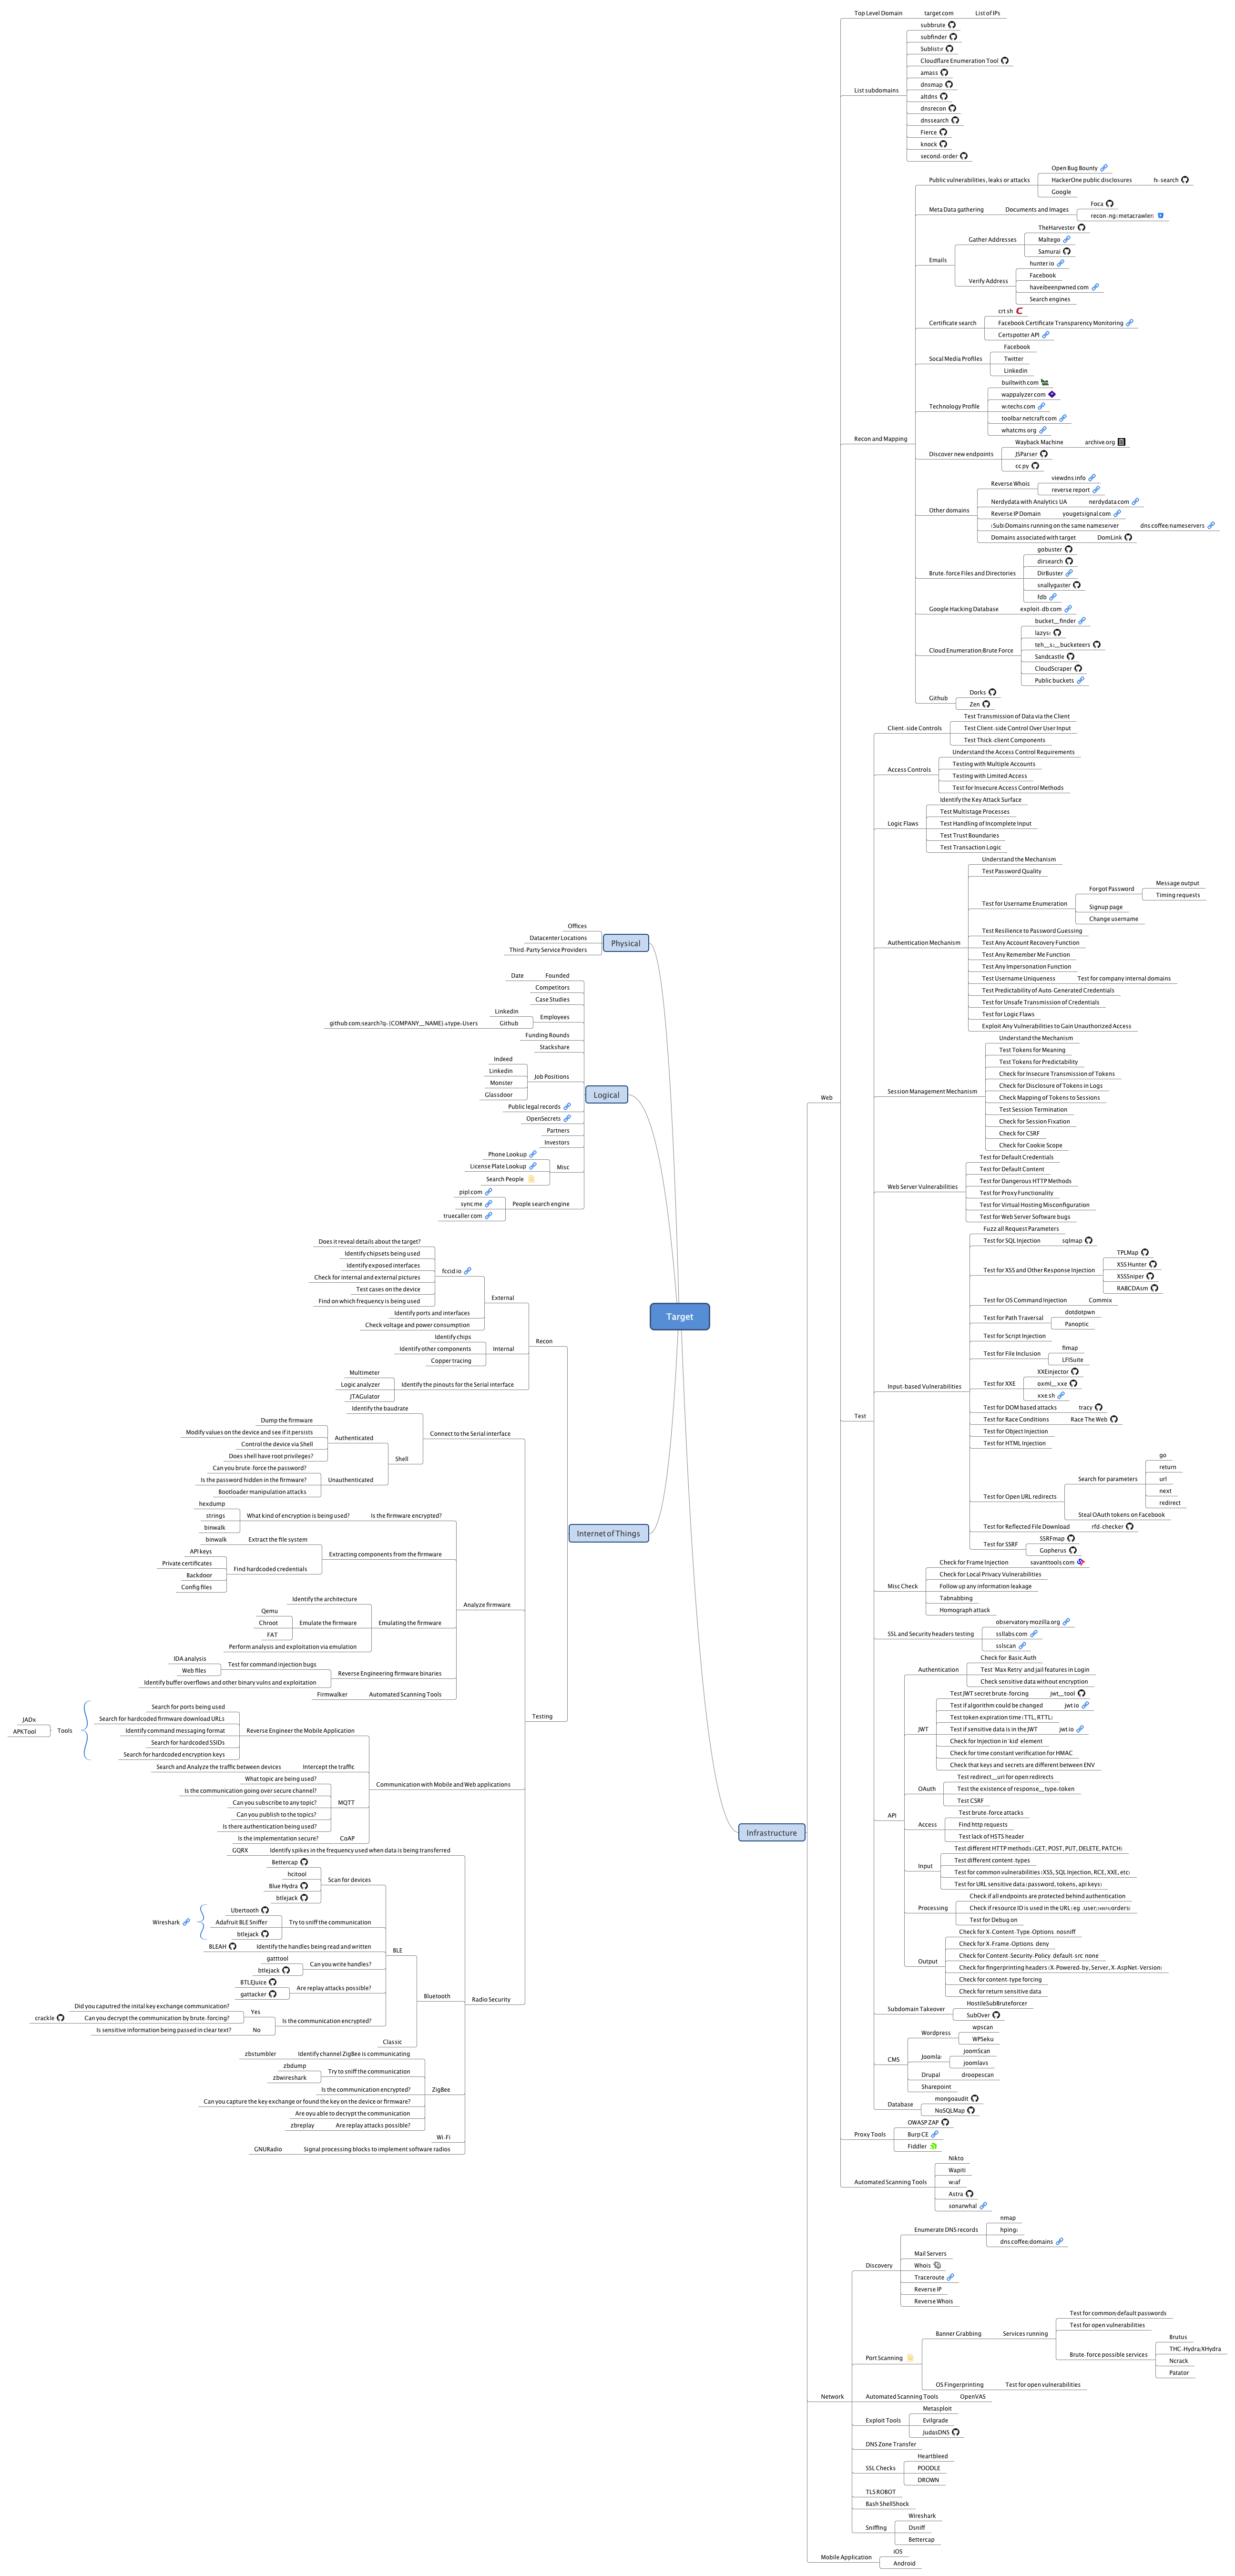 Target
Physical
Offices
Datacenter Locations
Third-Party Service Providers
Logical
Date
Founded
Competitors
Case Studies
Employees
Linkedin
Github
github.com/search?q=[COMPANY__NAME]&type=Users
Funding Rounds
Stackshare
Job Positions
Indeed
Linkedin
Monster
Glassdoor
Public legal records
OpenSecrets
Partners
Investors
Misc
Phone Lookup
License Plate Lookup
Search People
People search engine
pipl.com
sync.me
truecaller.com
Internet of Things
Recon
External
fccid.io
Does it reveal details about the target?
Identify chipsets being used
Identify exposed interfaces
Check for internal and external pictures
Test cases on the device
Find on which frequency is being used
Identify ports and interfaces
Check voltage and power consumption
Internal
Identify chips
Identify other components
Copper tracing
Identify the pinouts for the Serial interface
Multimeter
Logic analyzer
JTAGulator
Testing
Connect to the Serial interface
Identify the baudrate
Shell
Authenticated
Dump the firmware
Modify values on the device and see if it persists
Control the device via Shell
Does shell have root privileges?
Unauthenticated
Can you brute-force the password?
Is the password hidden in the firmware?
Bootloader manipulation attacks
Analyze firmware
Is the firmware encrypted?
What kind of encryption is being used?
hexdump
strings
binwalk
Extracting components from the firmware
Extract the file system
binwalk
Find hardcoded credentials
API keys
Private certificates
Backdoor
Config files
Emulating the firmware
Identify the architecture
Emulate the firmware
Qemu
Chroot
FAT
Perform analysis and exploitation via emulation
Reverse Engineering firmware binaries
Test for command injection bugs
IDA analysis
Web files
Identify buffer overflows and other binary vulns and exploitation
Automated Scanning Tools
Firmwalker
Communication with Mobile and Web applications
Reverse Engineer the Mobile Application
Search for ports being used
Search for hardcoded firmware download URLs
Identify command messaging format
Search for hardcoded SSIDs
Search for hardcoded encryption keys
Tools
JADx
APKTool
Intercept the traffic
Search and Analyze the traffic between devices
MQTT
What topic are being used?
Is the communication going over secure channel?
Can you subscribe to any topic?
Can you publish to the topics?
Is there authentication being used?
CoAP
Is the implementation secure?
Radio Security
Identify spikes in the frequency used when data is being transferred
GQRX
Bluetooth
BLE
Scan for devices
Bettercap
hcitool
Blue Hydra
btlejack
Try to sniff the communication
Ubertooth
Adafruit BLE Sniffer
btlejack
Wireshark
Identify the handles being read and written
BLEAH
Can you write handles?
gatttool
btlejack
Are replay attacks possible?
BTLEJuice
gattacker
Is the communication encrypted?
Yes
Did you caputred the inital key exchange communication?
Can you decrypt the communication by brute-forcing?
crackle
No
Is sensitive information being passed in clear text?
Classic
ZigBee
Identify channel ZigBee is communicating
zbstumbler
Try to sniff the communication
zbdump
zbwireshark
Is the communication encrypted?
Can you capture the key exchange or found the key on the device or firmware?
Are oyu able to decrypt the communication
Are replay attacks possible?
zbreplay
Wi-Fi
Signal processing blocks to implement software radios
GNURadio
Infrastructure
Web
Top Level Domain
target.com
List of IPs
List subdomains
subbrute
subfinder
Sublist3r
Cloudflare Enumeration Tool
amass
dnsmap
altdns
dnsrecon
dnssearch
Fierce
knock
second-order
Recon and Mapping
Public vulnerabilities, leaks or attacks
Open Bug Bounty
HackerOne public disclosures
h1-search
Google
Meta Data gathering
Documents and Images
Foca
recon-ng(metacrawler)
Emails
Gather Addresses
TheHarvester
Maltego
Samurai
Verify Address
hunter.io
Facebook
haveibeenpwned.com
Search engines
Certificate search
crt.sh
Facebook Certificate Transparency Monitoring
Certspotter API
Socal Media Profiles
Facebook
Twitter
Linkedin
Technology Profile
builtwith.com
wappalyzer.com
w3techs.com
toolbar.netcraft.com
whatcms.org
Discover new endpoints
Wayback Machine
archive.org
JSParser
cc.py
Other domains
Reverse Whois
viewdns.info
reverse.report
Nerdydata with Analytics UA
nerdydata.com
Reverse IP Domain
yougetsignal.com
(Sub)Domains running on the same nameserver
dns.coffee/nameservers
Domains associated with target
DomLink
Brute-force Files and Directories
gobuster
dirsearch
DirBuster
snallygaster
fdb
Google Hacking Database
exploit-db.com
Cloud Enumeration/Brute Force
bucket__finder
lazys3
teh__s3__bucketeers
Sandcastle
CloudScraper
Public buckets
Github
Dorks
Zen
Test
Client-side Controls
Test Transmission of Data via the Client
Test Client-side Control Over User Input
Test Thick-client Components
Access Controls
Understand the Access Control Requirements
Testing with Multiple Accounts
Testing with Limited Access
Test for Insecure Access Control Methods
Logic Flaws
Identify the Key Attack Surface
Test Multistage Processes
Test Handling of Incomplete Input
Test Trust Boundaries
Test Transaction Logic
Authentication Mechanism
Understand the Mechanism
Test Password Quality
Test for Username Enumeration
Forgot Password
Message output
Timing requests
Signup page
Change username
Test Resilience to Password Guessing
Test Any Account Recovery Function
Test Any Remember Me Function
Test Any Impersonation Function
Test Username Uniqueness
Test for company internal domains
Test Predictability of Auto-Generated Credentials
Test for Unsafe Transmission of Credentials
Test for Logic Flaws
Exploit Any Vulnerabilities to Gain Unauthorized Access
Session Management Mechanism
Understand the Mechanism
Test Tokens for Meaning
Test Tokens for Predictability
Check for Insecure Transmission of Tokens
Check for Disclosure of Tokens in Logs
Check Mapping of Tokens to Sessions
Test Session Termination
Check for Session Fixation
Check for CSRF
Check for Cookie Scope
Web Server Vulnerabilities
Test for Default Credentials
Test for Default Content
Test for Dangerous HTTP Methods
Test for Proxy Functionality
Test for Virtual Hosting Misconfiguration
Test for Web Server Software bugs
Input-based Vulnerabilities
Fuzz all Request Parameters
Test for SQL Injection
sqlmap
Test for XSS and Other Response Injection
TPLMap
XSS Hunter
XSSSniper
RABCDAsm
Test for OS Command Injection
Commix
Test for Path Traversal
dotdotpwn
Panoptic
Test for Script Injection
Test for File Inclusion
fimap
LFISuite
Test for XXE
XXEinjector
oxml__xxe
xxe.sh
Test for DOM based attacks
tracy
Test for Race Conditions
Race The Web
Test for Object Injection
Test for HTML Injection
Test for Open URL redirects
Search for parameters
go
return
url
next
redirect
Steal OAuth tokens on Facebook
Test for Reflected File Download
rfd-checker
Test for SSRF
SSRFmap
Gopherus
Misc Check
Check for Frame Injection
savanttools.com
Check for Local Privacy Vulnerabilities
Follow up any information leakage
Tabnabbing
Homograph attack
SSL and Security headers testing
observatory.mozilla.org
ssllabs.com
sslscan
API
Authentication
Check for Basic Auth
Test `Max Retry` and jail features in Login
Check sensitive data without encryption
JWT
Test JWT secret brute-forcing
jwt__tool
Test if algorithm could be changed
jwt.io
Test token expiration time (TTL, RTTL)
Test if sensitive data is in the JWT
jwt.io
Check for Injection in 'kid' element
Check for time constant verification for HMAC
Check that keys and secrets are different between ENV
OAuth
Test redirect__uri for open redirects
Test the existence of response__type=token
Test CSRF
Access
Test brute-force attacks
Find http requests
Test lack of HSTS header
Input
Test different HTTP methods (GET, POST, PUT, DELETE, PATCH)
Test different content-types
Test for common vulnerabilities (XSS, SQL Injection, RCE, XXE, etc)
Test for URL sensitive data (password, tokens, api keys)
Processing
Check if all endpoints are protected behind authentication
Check if resource ID is used in the URL (eg. /orders)
Test for Debug on
Output
Check for X-Content-Type-Options: nosniff
Check for X-Frame-Options: deny
Check for Content-Security-Policy: default-src none
Check for fingerprinting headers (X-Powered-by, Server, X-AspNet-Version)
Check for content-type forcing
Check for return sensitive data
Subdomain Takeover
HostileSubBruteforcer
SubOver
CMS
Wordpress
wpscan
WPSeku
Joomla!
joomScan
joomlavs
Drupal
droopescan
Sharepoint
Database
mongoaudit
NoSQLMap
Proxy Tools
OWASP ZAP
Burp CE
Fiddler
Automated Scanning Tools
Nikto
Wapiti
w3af
Astra
sonarwhal
Network
Discovery
Enumerate DNS records
nmap
hping3
dns.coffee/domains
Mail Servers
Whois
Traceroute
Reverse IP
Reverse Whois
Port Scanning
Banner Grabbing
Services running
Test for common/default passwords
Test for open vulnerabilities
Brute-force possible services
Brutus
THC-Hydra/XHydra
Ncrack
Patator
OS Fingerprinting
Test for open vulnerabilities
Automated Scanning Tools
OpenVAS
Exploit Tools
Metasploit
Evilgrade
JudasDNS
DNS Zone Transfer
SSL Checks
Heartbleed
POODLE
DROWN
TLS ROBOT
Bash ShellShock
Sniffing
Wireshark
Dsniff
Bettercap
Mobile Application
iOS
Android